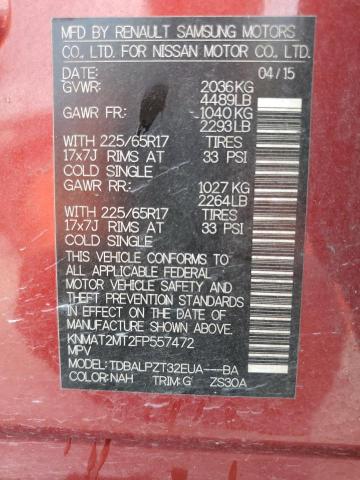 MFD BY RENAULT SAMSUNG MOTORS
CO., LTD. FOR NISSAN MOTOR CO., LTD.
DATE: 04/15
GVWR: 2036KG
4489LB
GAWR FR: 1040KG
2293LB
WITH 225/65R17 TIRES
17x7J RIMS AT 33 PSI
COLD SINGLE
GAWR RR: 1027KG
2264LB
WITH 225/65R17 TIRES
17x7J RIMS AT 33 PSI
COLD SINGLE
THIS VEHICLE CONFORMS TO
ALL APPLICABLE FEDERAL
MOTOR VEHICLE SAFETY AND
THEFT PREVENTION STANDARDS
IN EFFECT ON THE DATE OF
MANUFACTURE SHOWN ABOVE.
KNMAT2MT2FP557472
MPV
MODEL: TDBALPZT32EUA----BA
COLOR:NAH TRIM:G ZS30A